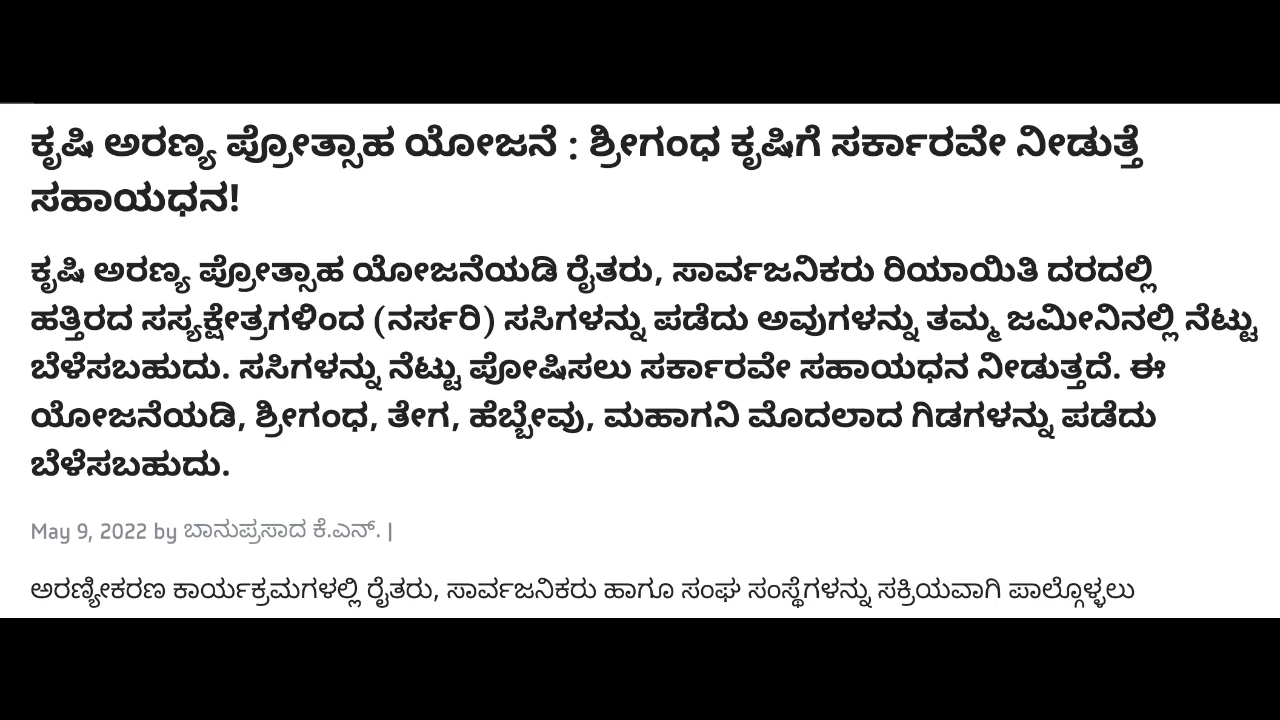 ಕೃಷಿ ಅರಣ್ಯ ಪ್ರೋತ್ಸಾಹ ಯೋಜನೆ : ಶ್ರೀಗಂಧ ಕೃಷಿಗೆ ಸರ್ಕಾರವೇ ನೀಡುತ್ತೆ
ಸಹಾಯಧನ!
ಕೃಷಿ ಅರಣ್ಯ ಪ್ರೋತ್ಸಾಹ ಯೋಜನೆಯಡಿ ರೈತರು, ಸಾರ್ವಜನಿಕರು ರಿಯಾಯಿತಿ ದರದಲ್ಲಿ
ಹತ್ತಿರದ ಸಸ್ಯಕ್ಷೇತ್ರಗಳಿಂದ (ನರ್ಸರಿ) ಸಸಿಗಳನ್ನು ಪಡೆದು ಅವುಗಳನ್ನು ತಮ್ಮ ಜಮೀನಿನಲ್ಲಿ ನೆಟ್ಟು
ಬೆಳೆಸಬಹುದು. ಸಸಿಗಳನ್ನು ನೆಟ್ಟು ಪೋಷಿಸಲು ಸರ್ಕಾರವೇ ಸಹಾಯಧನ ನೀಡುತ್ತದೆ. ಈ
ಯೋಜನೆಯಡಿ, ಶ್ರೀಗಂಧ, ತೇಗ, ಹೆಬ್ಬೇವು, ಮಹಾಗನಿ ಮೊದಲಾದ ಗಿಡಗಳನ್ನು ಪಡೆದು
ಬೆಳೆಸಬಹುದು.
May 9, 2022 by ಬಾನುಪ್ರಸಾದ ಕೆ.ಎನ್. |
ಅರಣ್ಯೀಕರಣ ಕಾರ್ಯಕ್ರಮಗಳಲ್ಲಿ ರೈತರು, ಸಾರ್ವಜನಿಕರು ಹಾಗೂ ಸಂಘ ಸಂಸ್ಥೆಗಳನ್ನು ಸಕ್ರಿಯವಾಗಿ ಪಾಲ್ಗೊಳ್ಳಲು